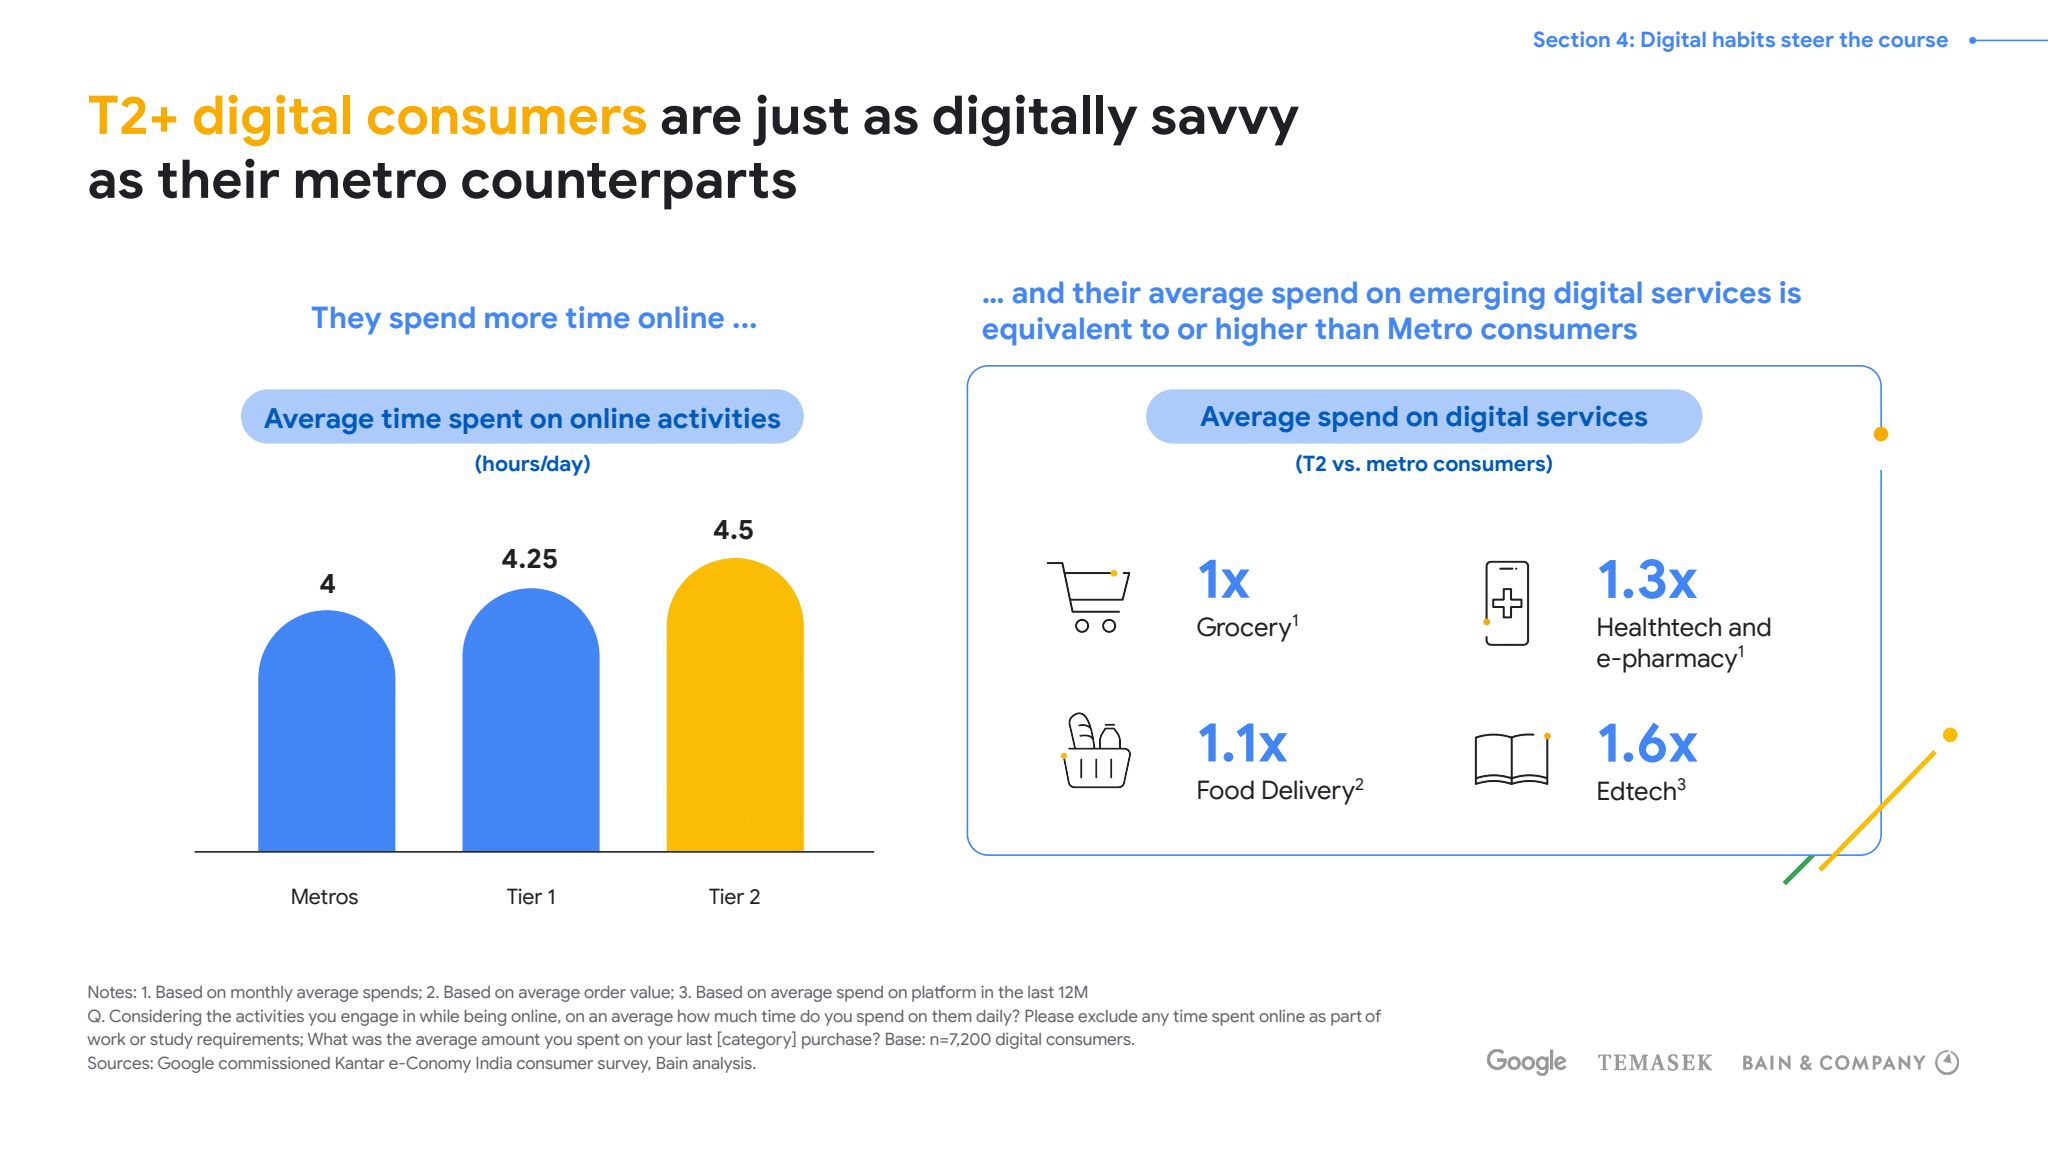 Section 4: Digital habits steer the course
T2+ digital consumers are just as digitally savvy
as their metro counterparts
They spend more time online ...
Average time spent on online activities
(hours/day)
4
4.25
4.5
Metros
Tier 1
Tier 2
... and their average spend on emerging digital services is
equivalent to or higher than Metro consumers
Average spend on digital services
(T2 vs. metro consumers)
1x
Grocery¹
1.3x
Healthtech and
e-pharmacy¹
1.1x
Food Delivery²
1.6x
Edtech³
Notes: 1. Based on monthly average spends; 2. Based on average order value; 3. Based on average spend on platform in the last 12M
Q. Considering the activities you engage in while being online, on an average how much time do you spend on them daily? Please exclude any time spent online as part of
work or study requirements; What was the average amount you spent on your last [category] purchase? Base: n=7,200 digital consumers.
Sources: Google commissioned Kantar e-Conomy India consumer survey, Bain analysis.
Google TEMASEK BAIN & COMPANY